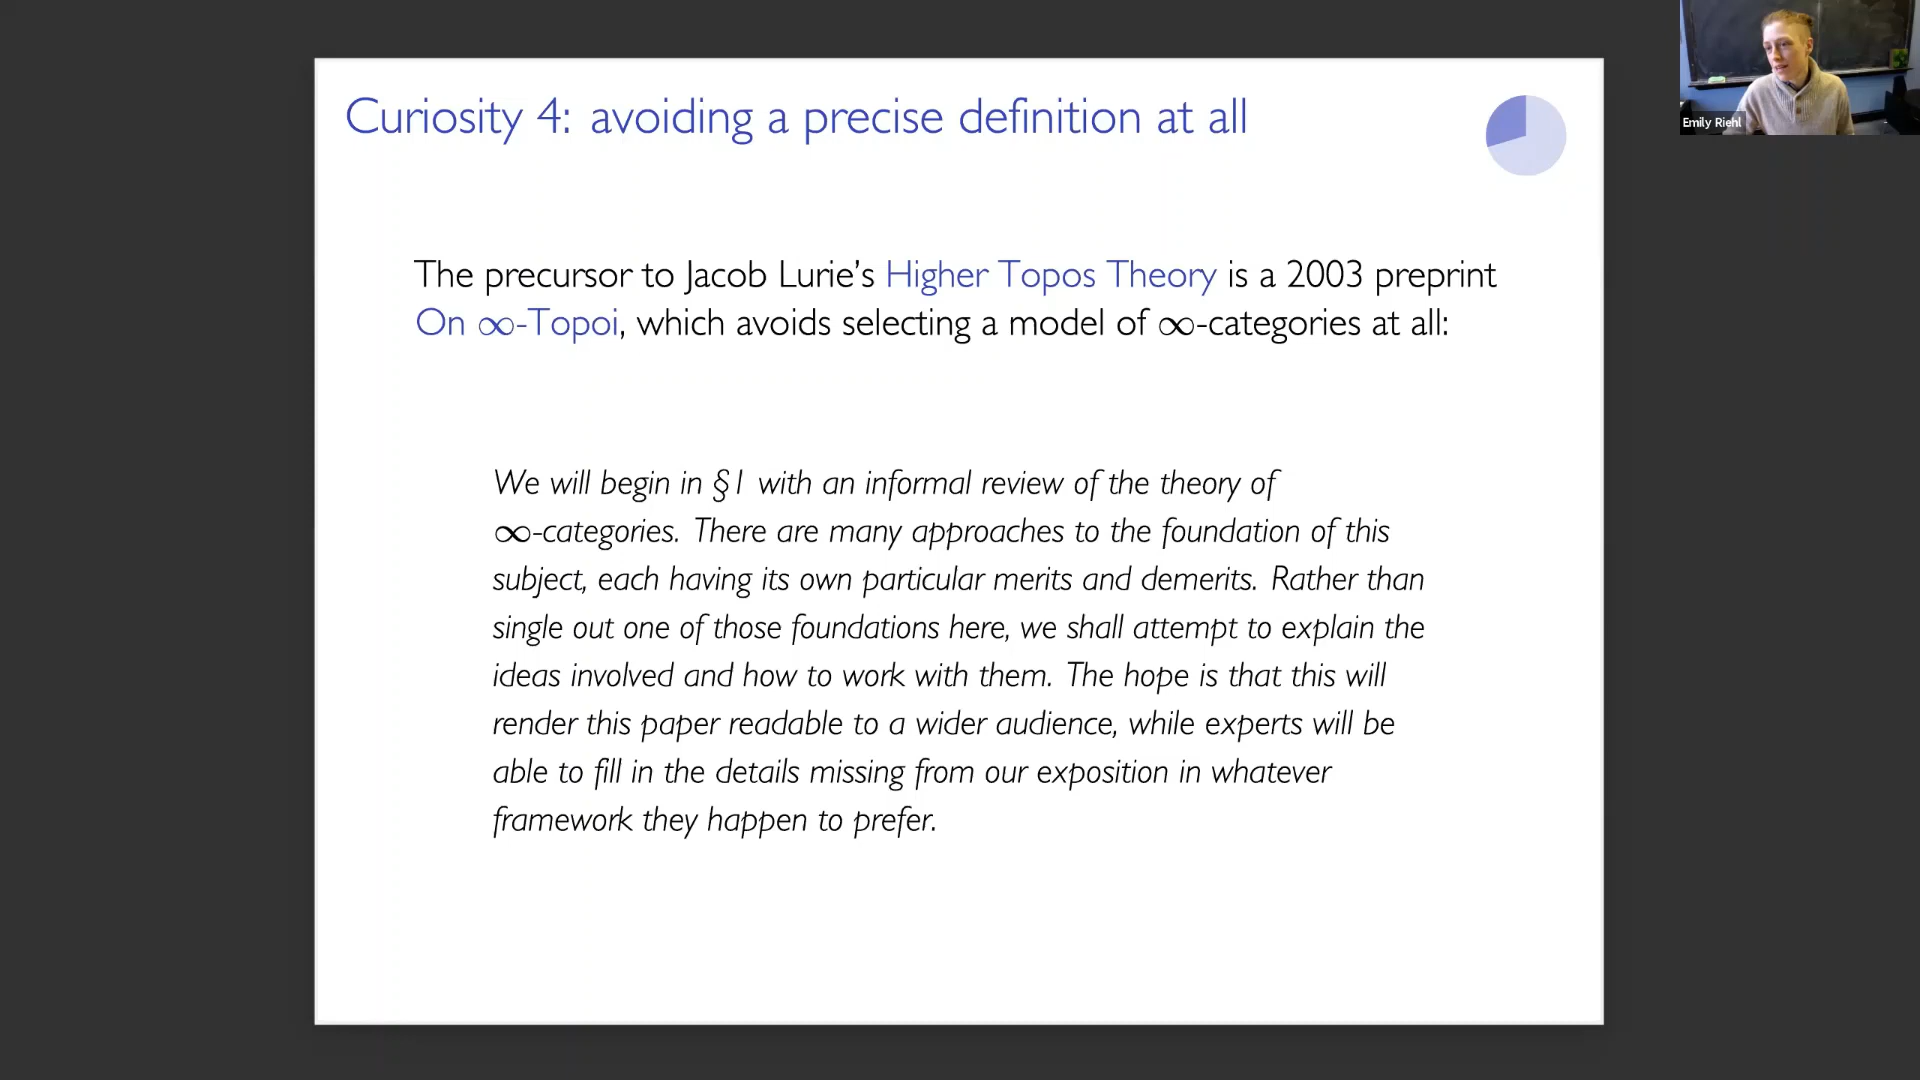 Curiosity 4: avoiding a precise definition at all
Emily Riehl
The precursor to Jacob Lurie’s Higher Topos Theory is a 2003 preprint
On ∞-Topoi, which avoids selecting a model of ∞-categories at all:
We will begin in §1 with an informal review of the theory of
∞-categories. There are many approaches to the foundation of this
subject, each having its own particular merits and demerits. Rather than
single out one of those foundations here, we shall attempt to explain the
ideas involved and how to work with them. The hope is that this will
render this paper readable to a wider audience, while experts will be
able to fill in the details missing from our exposition in whatever
framework they happen to prefer.